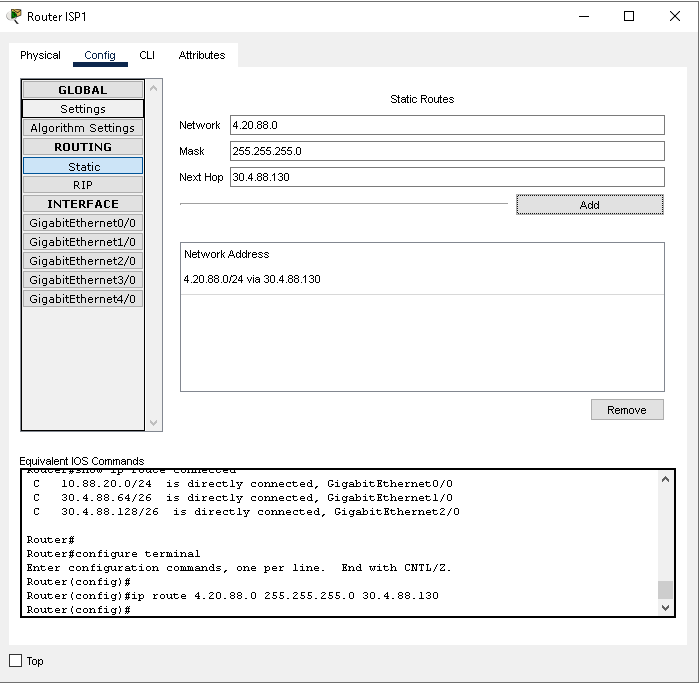 Router ISP1
Physical Config CLI Attributes
GLOBAL
Settings
Algorithm Settings
ROUTING
Static
RIP
INTERFACE
GigabitEthernet0/0
GigabitEthernet1/0
GigabitEthernet2/0
GigabitEthernet3/0
GigabitEthernet4/0
Static Routes
Network 4.20.88.0
Mask 255.255.255.0
Next Hop 30.4.88.130
Add
Network Address
4.20.88.0/24 via 30.4.88.130
Remove
Equivalent IOS Commands
Router#show ip route connected
C 10.88.20.0/24 is directly connected, GigabitEthernet0/0
C 30.4.88.64/26 is directly connected, GigabitEthernet1/0
C 30.4.88.128/26 is directly connected, GigabitEthernet2/0
Router#
Router#configure terminal
Enter configuration commands, one per line. End with CNTL/Z.
Router(config)#
Router(config)#ip route 4.20.88.0 255.255.255.0 30.4.88.130
Router(config)#
Top